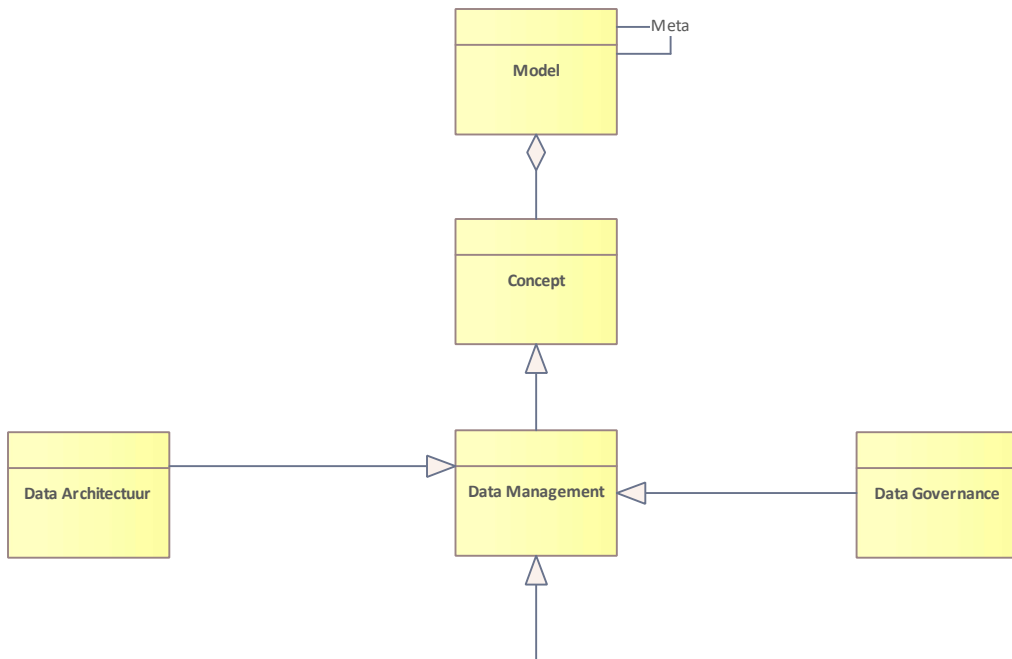 Meta
Model
Concept
Data Architectuur
Data Management
Data Governance